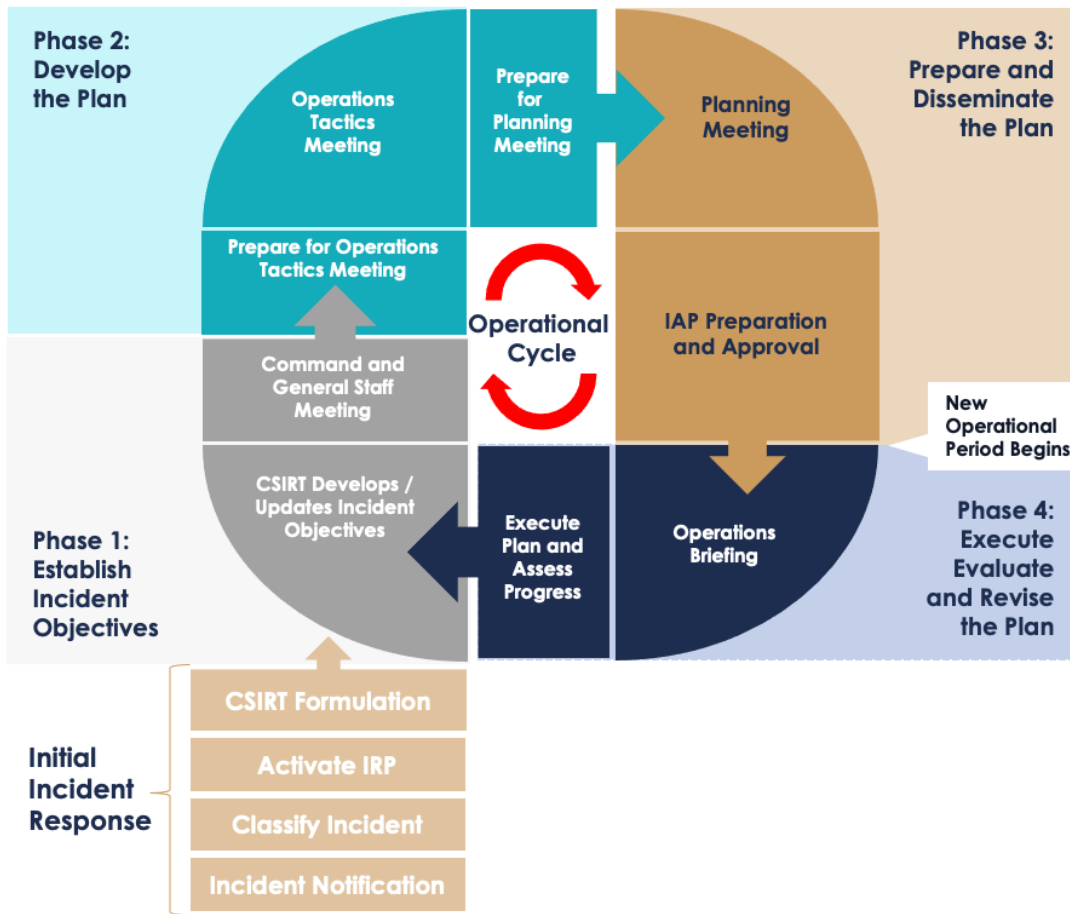 Phase 2:
Develop
the Plan
Operations
Tactics
Meeting
Prepare
for
Planning
Meeting
Planning
Meeting
Phase 3:
Prepare and
Disseminate
the Plan
Prepare for Operations
Tactics Meeting
Operational
Cycle
IAP Preparation
and Approval
Command and
General Staff
Meeting
New
Operational
Period Begins
CSIRT Develops /
Updates Incident
Objectives
Execute
Plan and
Assess
Progress
Operations
Briefing
Phase 4:
Execute
Evaluate
and Revise
the Plan
Phase 1:
Establish
Incident
Objectives
Initial
Incident
Response
CSIRT Formulation
Activate IRP
Classify Incident
Incident Notification